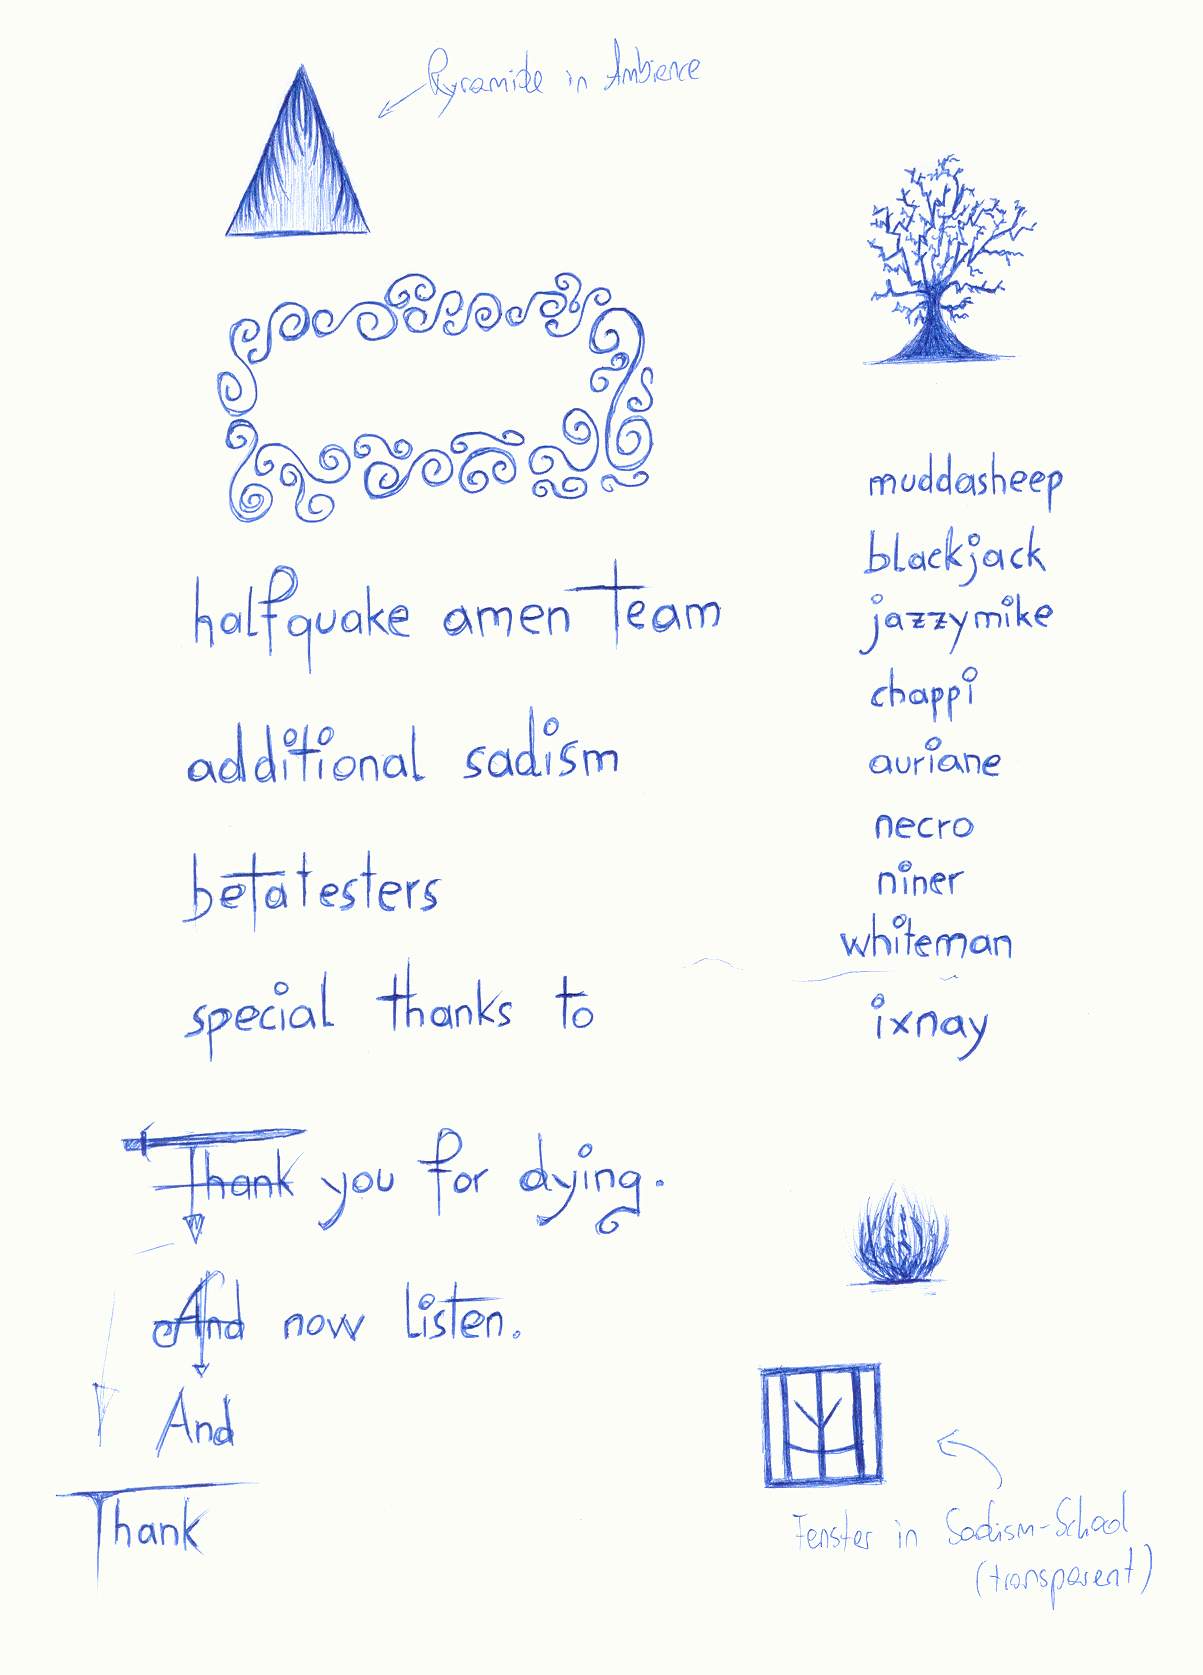 Pyramide in Ambience
halfquake amen team
additional sadism
betatesters
special thanks to
Thank you for dying.
And now listen.
And
Thank
muddasheep
blackjack
jazzymike
chappi
auriane
necro
niner
whiteman
ixnay
Fenster in Sadism-School
(transparent)